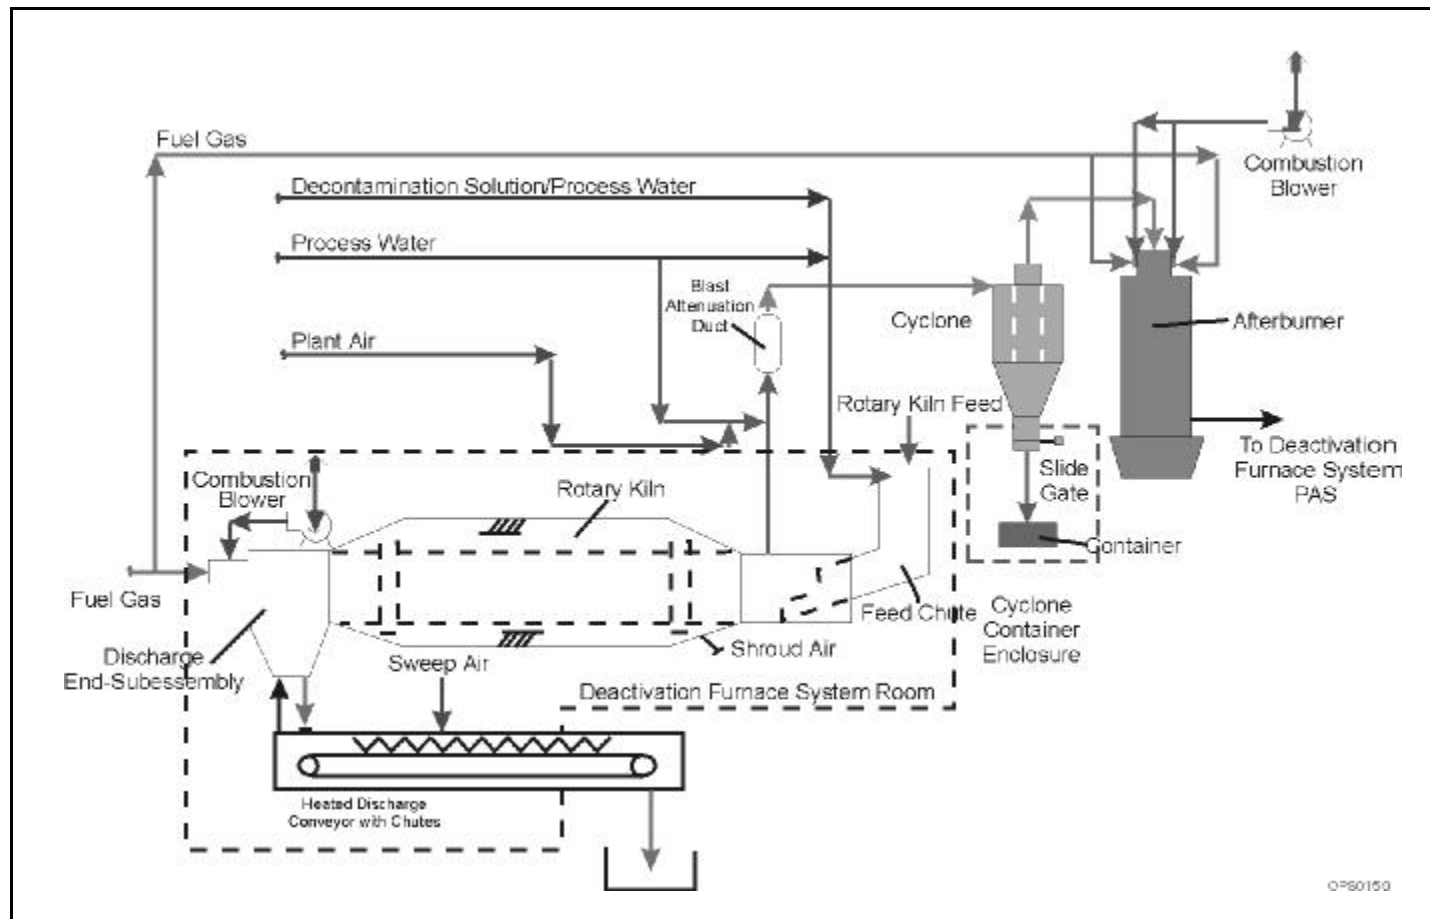 Fuel Gas
Decontamination Solution/Process Water
Process Water
Plant Air
Blast
Attenuation
Duct
Combustion
Blower
Cyclone
Afterburner
Rotary Kiln Feed
To Deactivation
Furnace System
PAS
Slide
Gate
Container
Combustion
Blower
Rotary Kiln
Fuel Gas
Feed Chute
Cyclone
Container
Enclosure
Discharge
End-Subessembly
Sweep Air
Shroud Air
Deactivation Furnace System Room
Heated Discharge
Conveyor with Chutes
OPS0150